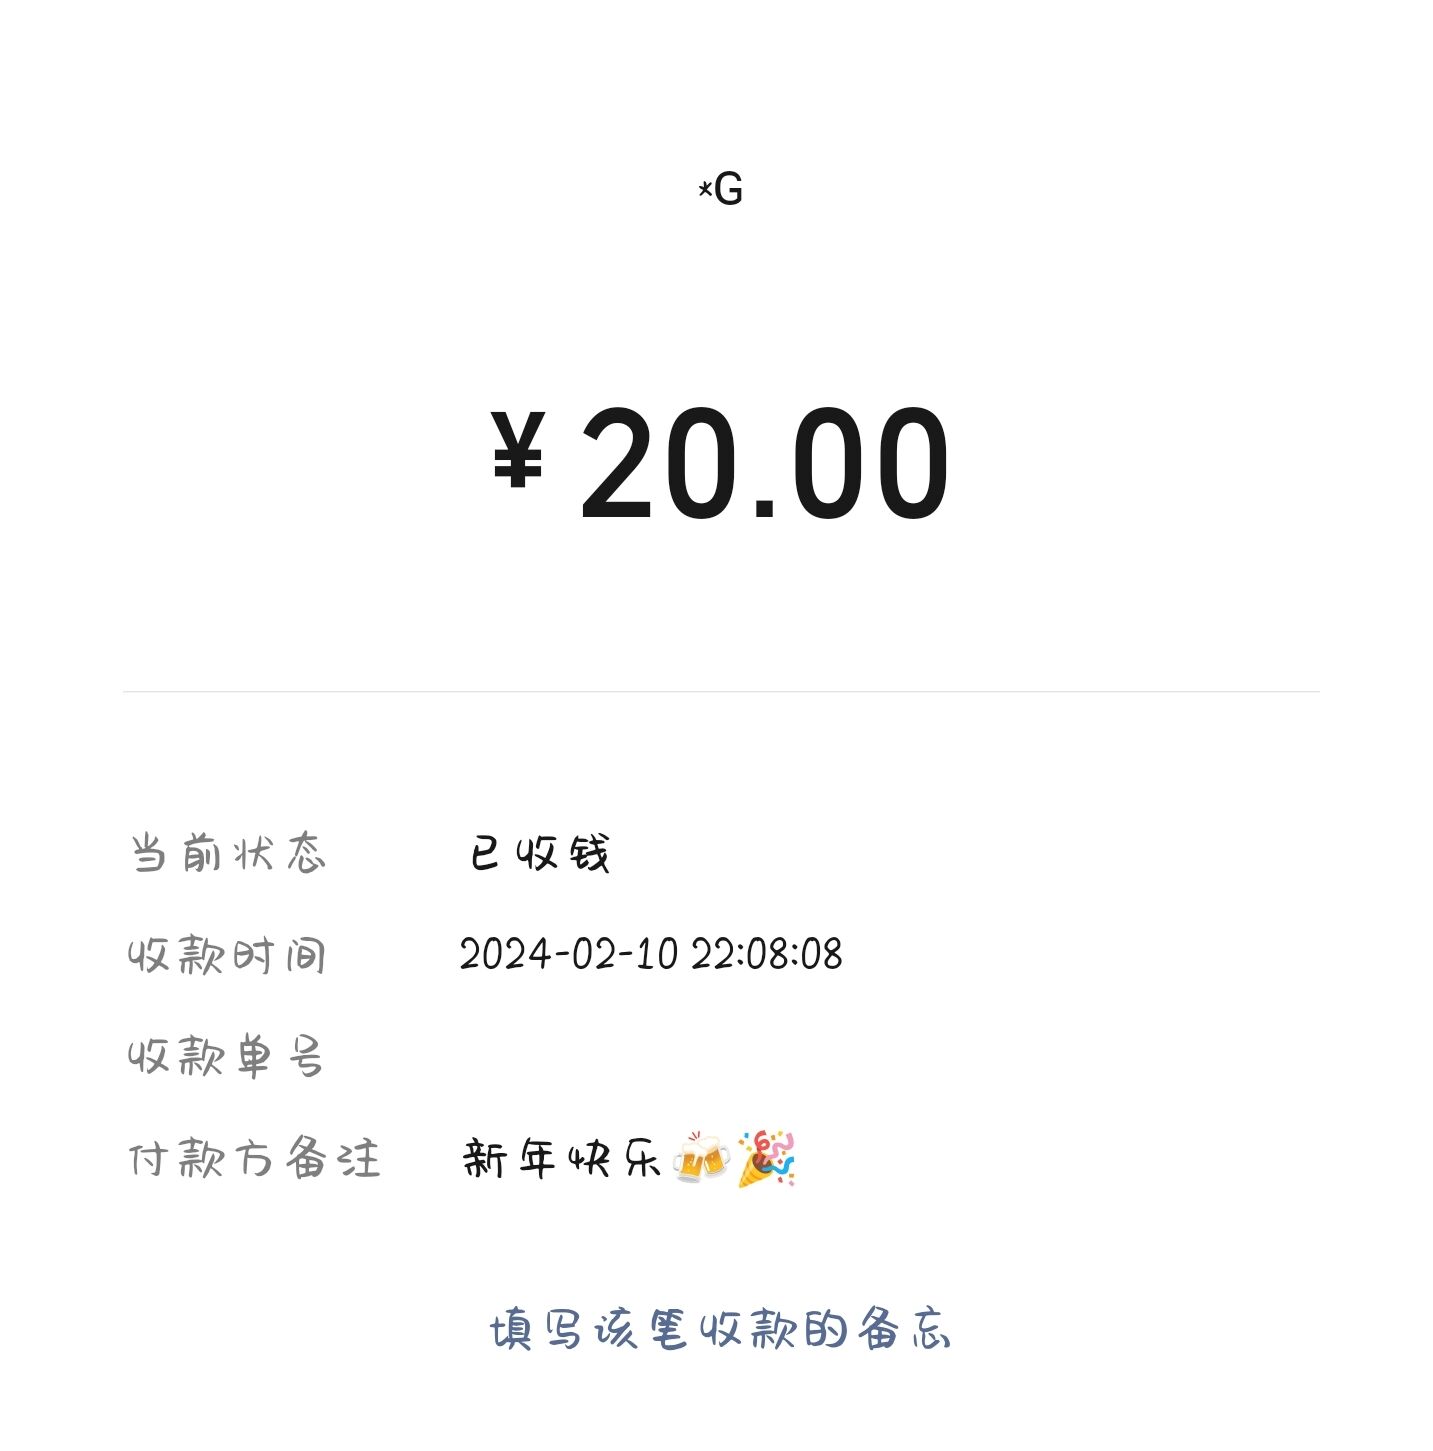 *G
¥20.00
当前状态 已收钱
收款时间 2024-02-10 22:08:08
收款单号
付款方备注 新年快乐🍻🎉
填写该笔收款的备忘